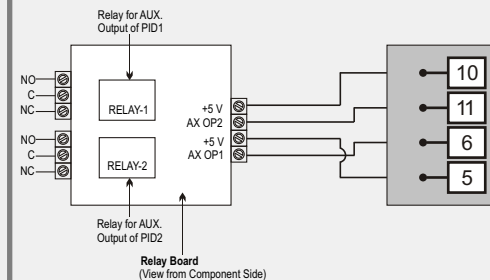 Relay for AUX.
Output of PID1
NO
C
NC
RELAY-1
NO
C
NC
RELAY-2
+5 V
AX OP2
+5 V
AX OP1
10
11
6
5
Relay for AUX.
Output of PID2
Relay Board
(View from Component Side)